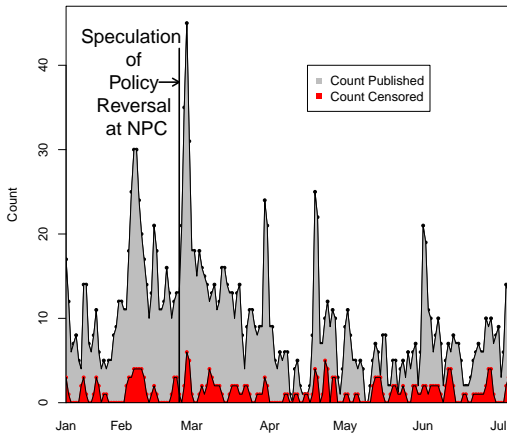 Speculation
of
Policy
Reversal
at NPC
Count Published
Count Censored
Count
40
30
20
10
0
Jan Feb Mar Apr May Jun Jul